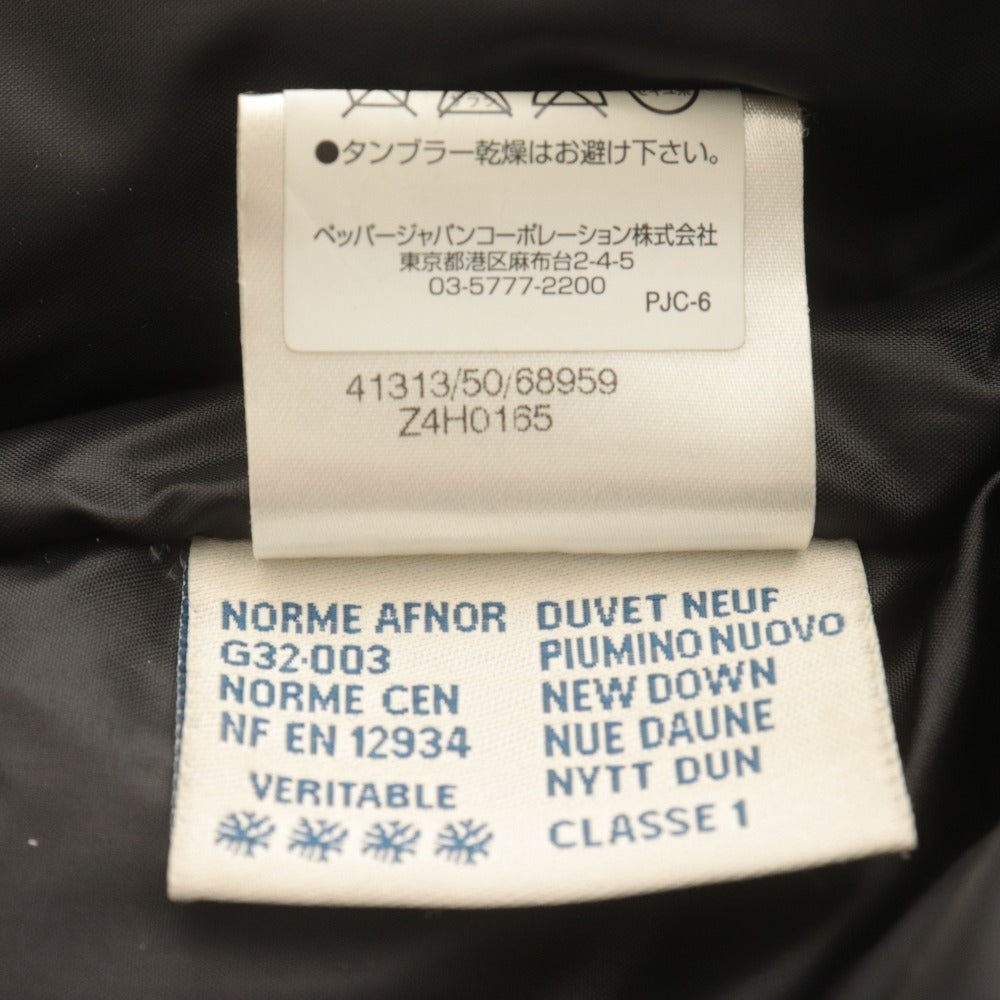 ●タンブラー乾燥はお避け下さい。
ペッパージャパンコーポレーション株式会社
東京都港区麻布台2-4-5
03-5777-2200
PJC-6
41313/50/68959
Z4H0165
NORME AFNOR
G32·003
NORME CEN
NF EN 12934
VERITABLE
DUVET NEUF
PIUMINO NUOVO
NEW DOWN
NUE DAUNE
NYTT DUN
CLASSE 1